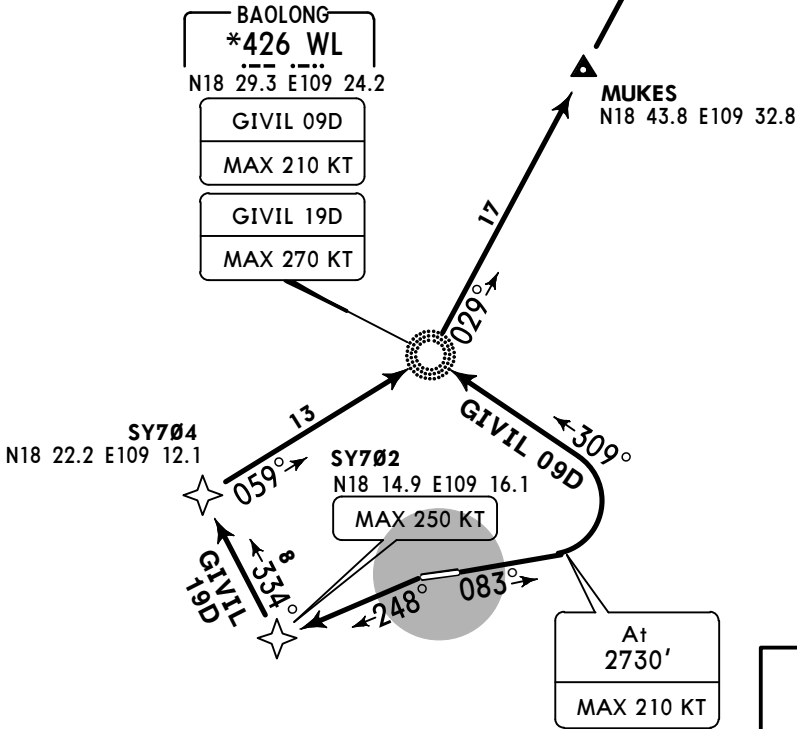 BAOLONG
*426 WL
N18 29.3 E109 24.2
GIVIL 09D
MAX 210 KT
GIVIL 19D
MAX 270 KT
MUKES
N18 43.8 E109 32.8
17
029°
13
SY7Ø4
N18 22.2 E109 12.1
059°
SY7Ø2
N18 14.9 E109 16.1
MAX 250 KT
GIVIL 09D
309°
8
334°
GIVIL
19D
248°
083°
At
2730'
MAX 210 KT